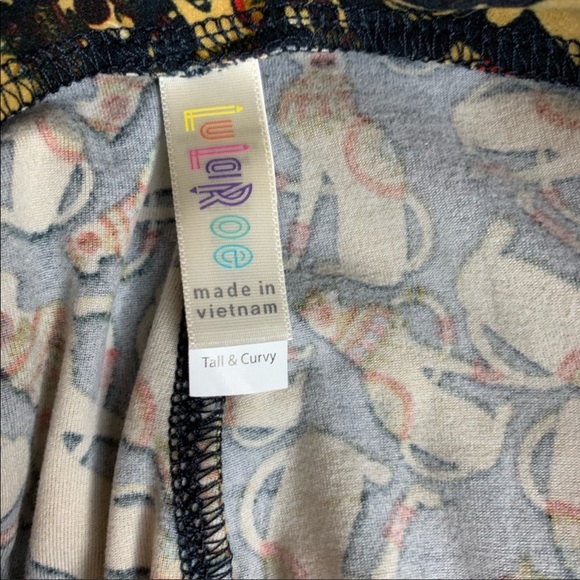 LuLaRoe
made in
vietnam
Tall & Curvy